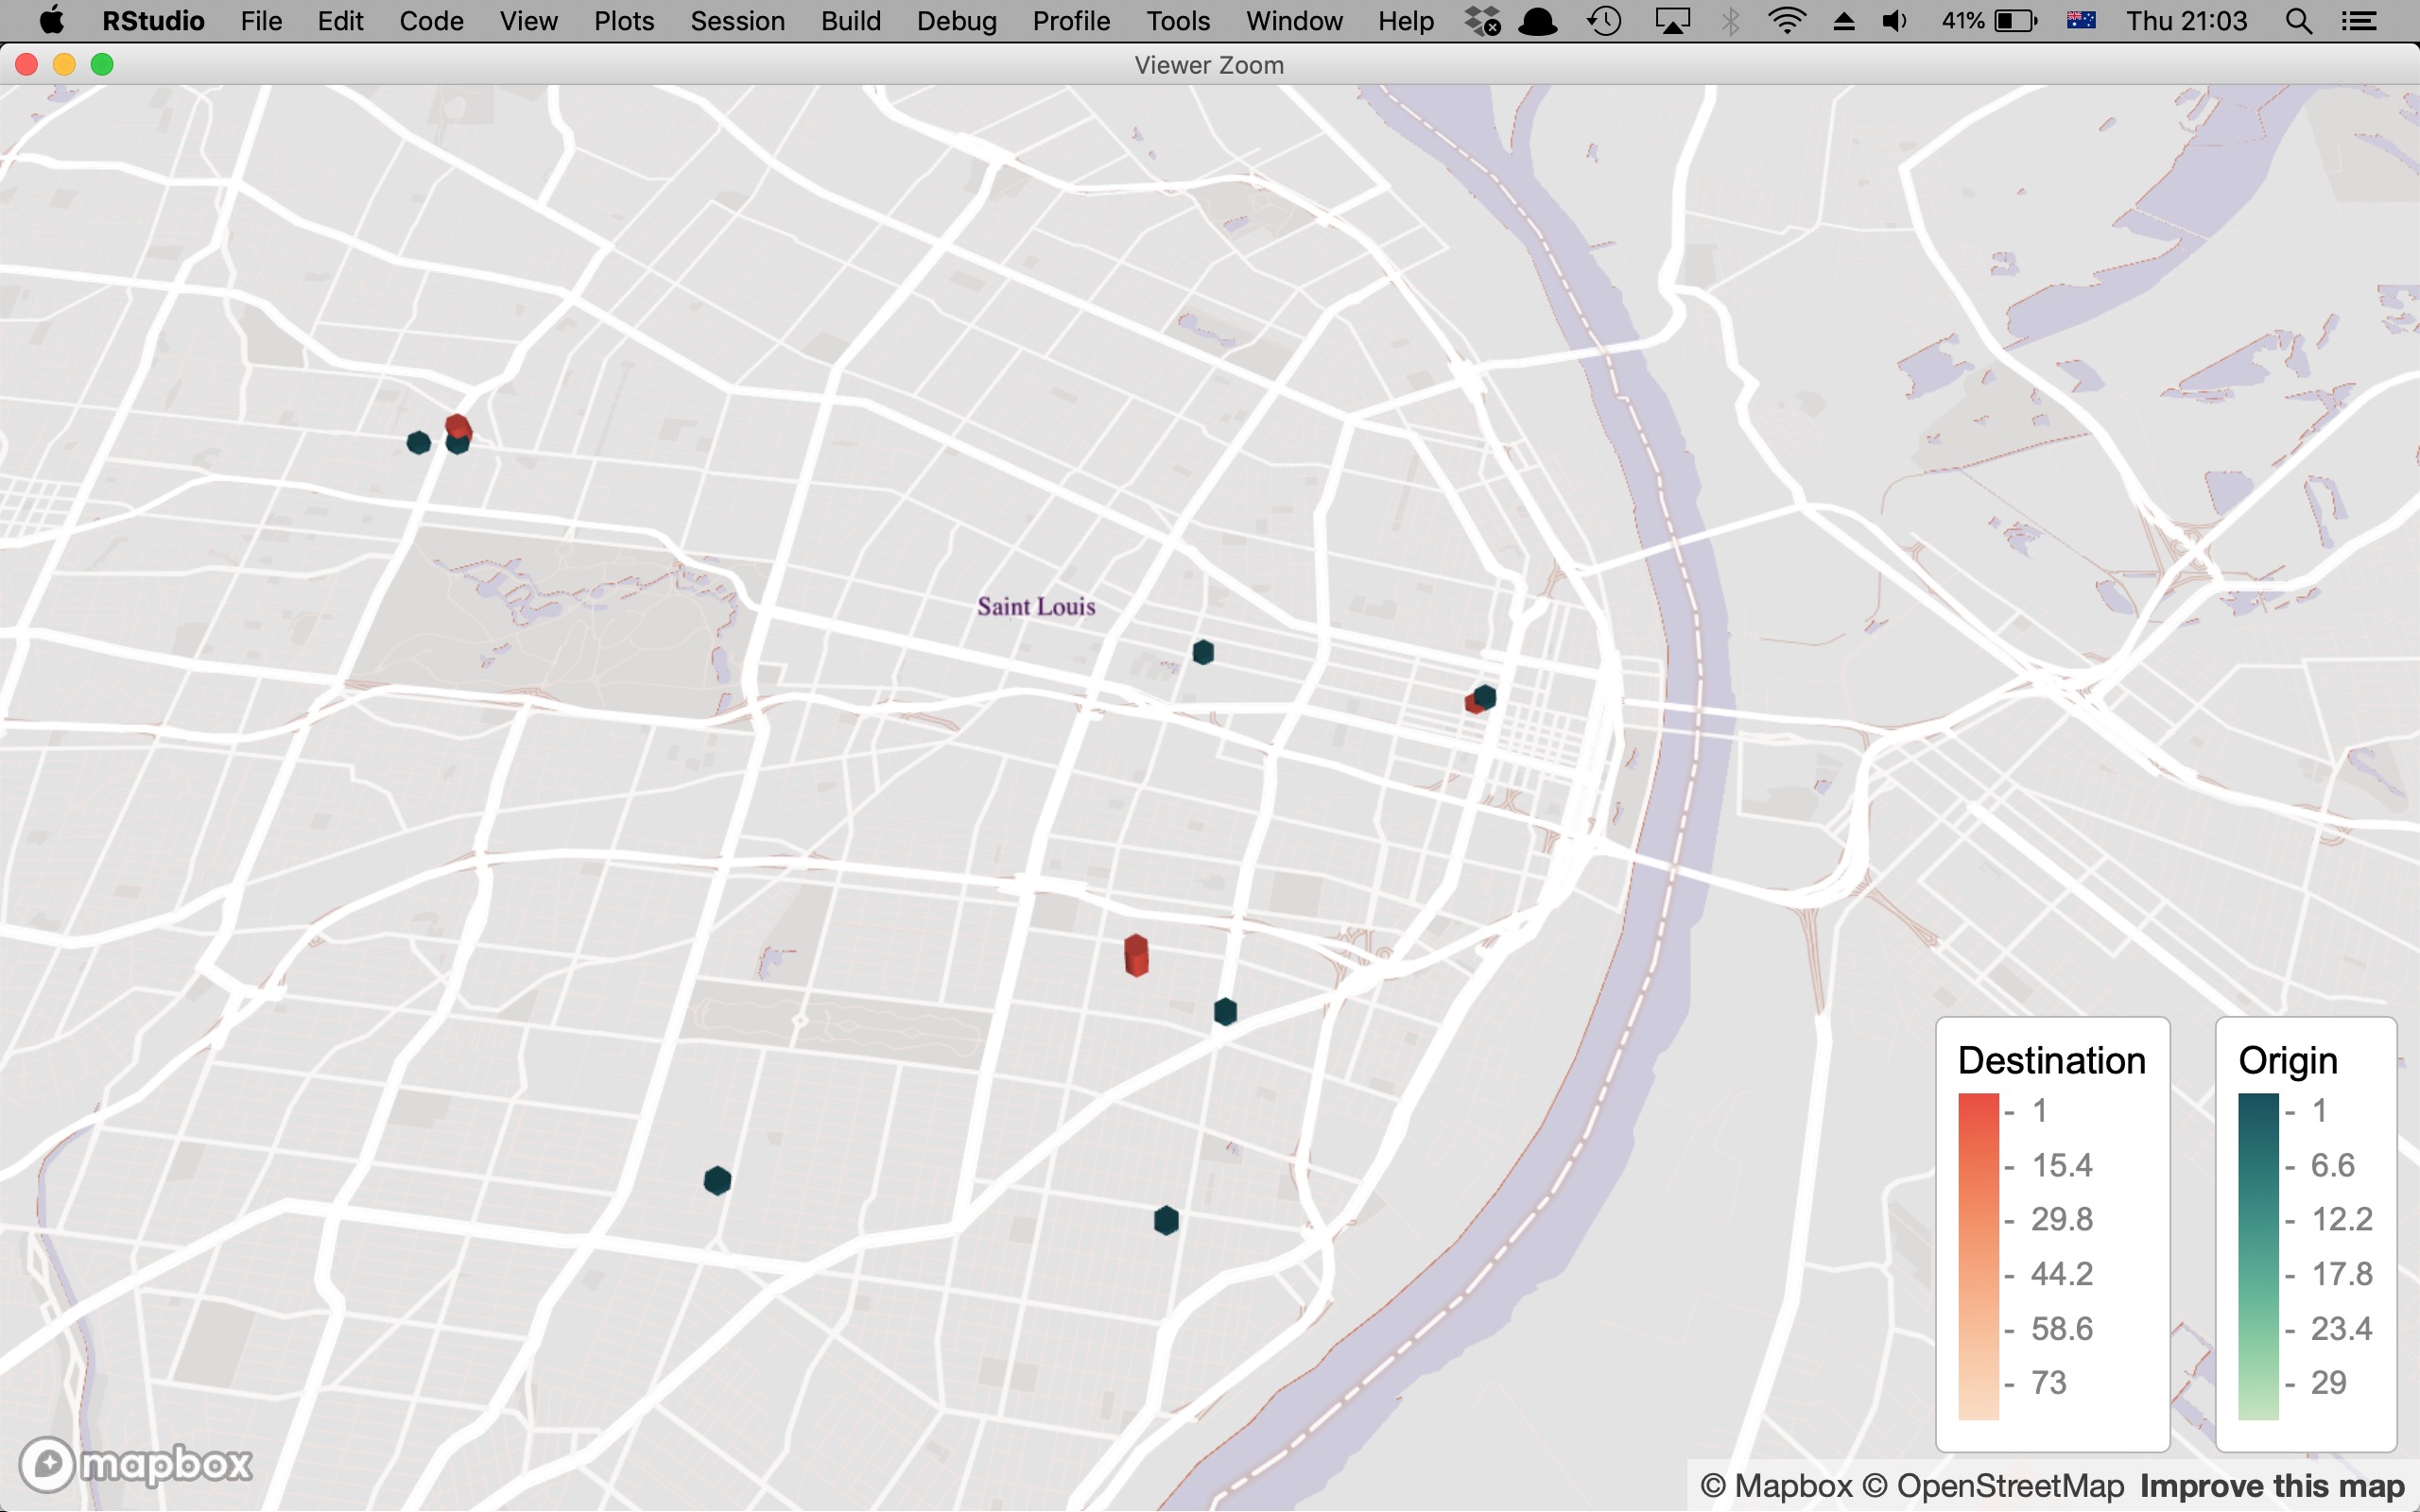 RStudio File Edit Code View Plots Session Build Debug Profile Tools Window Help 41% Thu 21:03
Viewer Zoom
Saint Louis
Destination
- 1
- 15.4
- 29.8
- 44.2
- 58.6
- 73
Origin
- 1
- 6.6
- 12.2
- 17.8
- 23.4
- 29
mapbox
© Mapbox © OpenStreetMap Improve this map